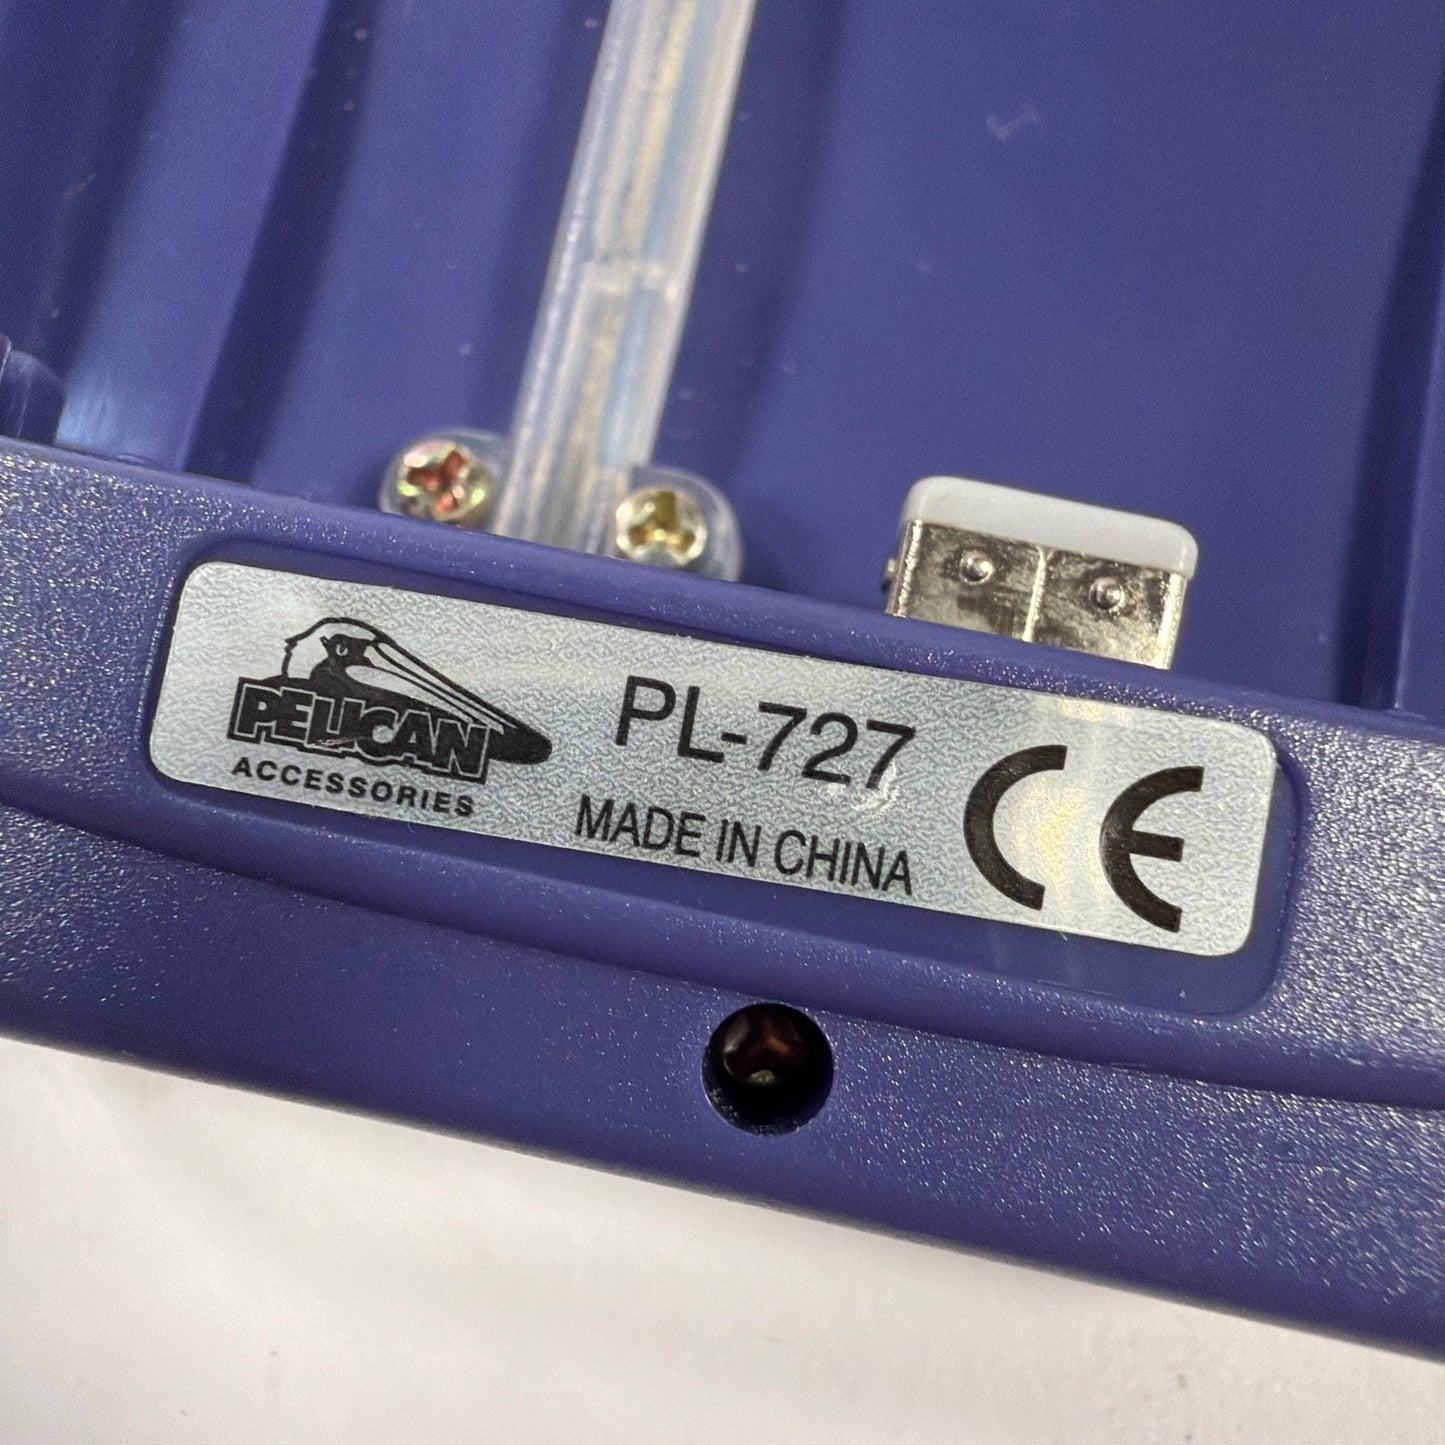 PELICAN
ACCESSORIES
PL-727
MADE IN CHINA
CE